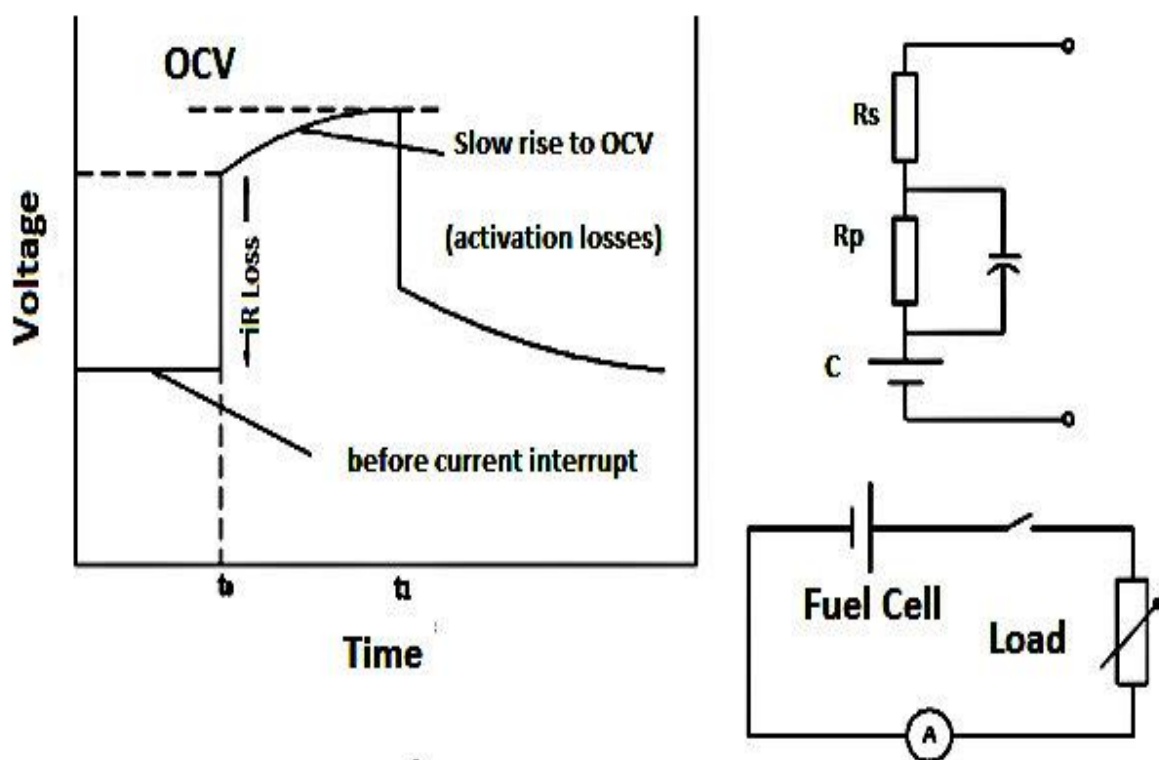 OCV
Slow rise to OCV
(activation losses)
Voltage
iR Loss
before current interrupt
t₀
t1
Time
Rs
Rp
C
Fuel Cell
Load
A